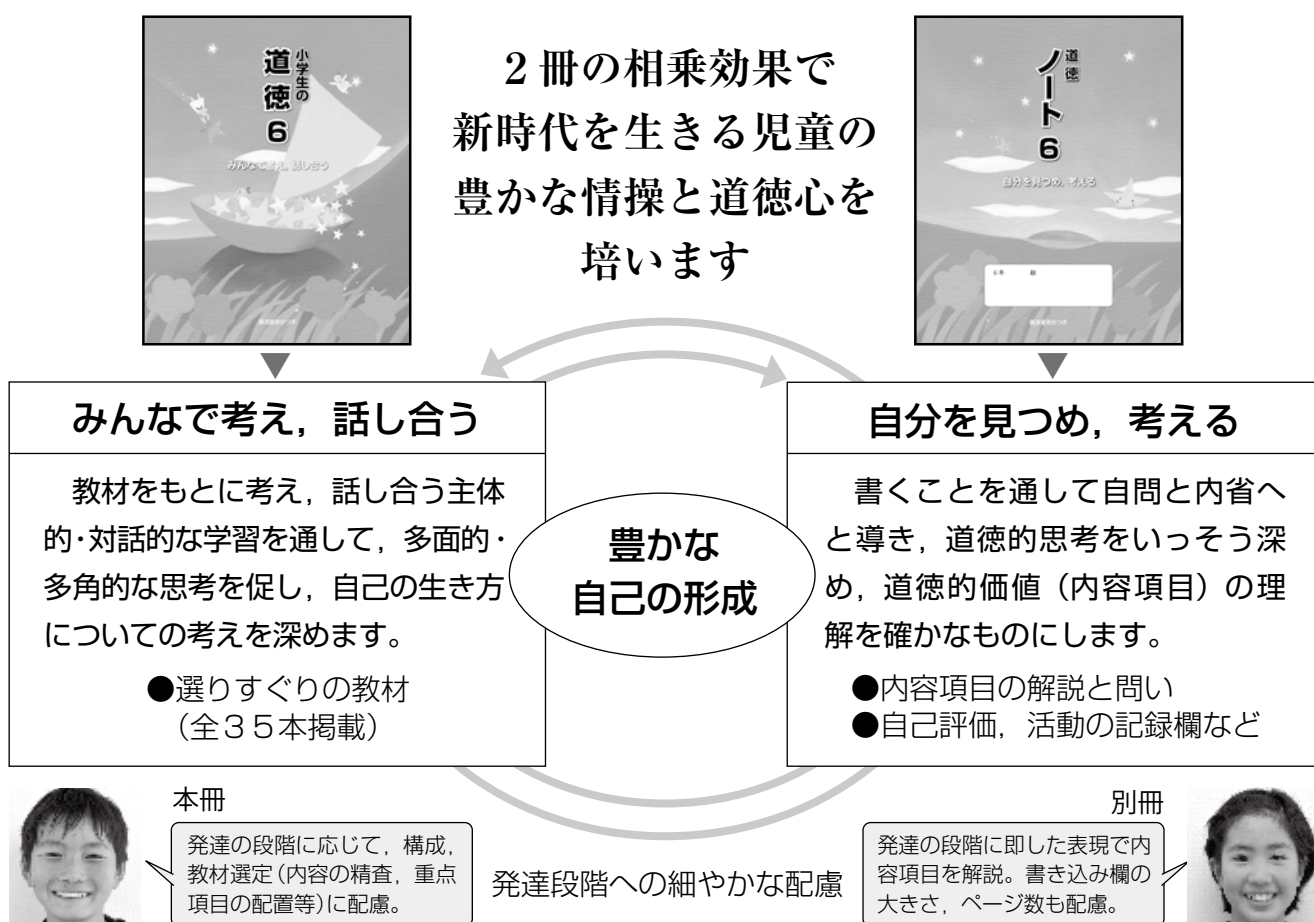 小学生の
道徳
6
みんなで考え，話し合う
2冊の相乗効果で
新時代を生きる児童の
豊かな情操と道徳心を
培います
道徳
ノート
6
自分を見つめ，考える
6年　組
みんなで考え，話し合う
教材をもとに考え，話し合う主体
的・対話的な学習を通して，多面的・
多角的な思考を促し，自己の生き方
についての考えを深めます。
●選りすぐりの教材
（全３５本掲載）
豊かな
自己の形成
自分を見つめ，考える
書くことを通して自問と内省へ
と導き，道徳的思考をいっそう深
め，道徳的価値（内容項目）の理
解を確かなものにします。
●内容項目の解説と問い
●自己評価，活動の記録欄など
本冊
発達の段階に応じて，構成，
教材選定（内容の精査，重点
項目の配置等）に配慮。
発達段階への細やかな配慮
別冊
発達の段階に即した表現で内
容項目を解説。書き込み欄の
大きさ，ページ数も配慮。